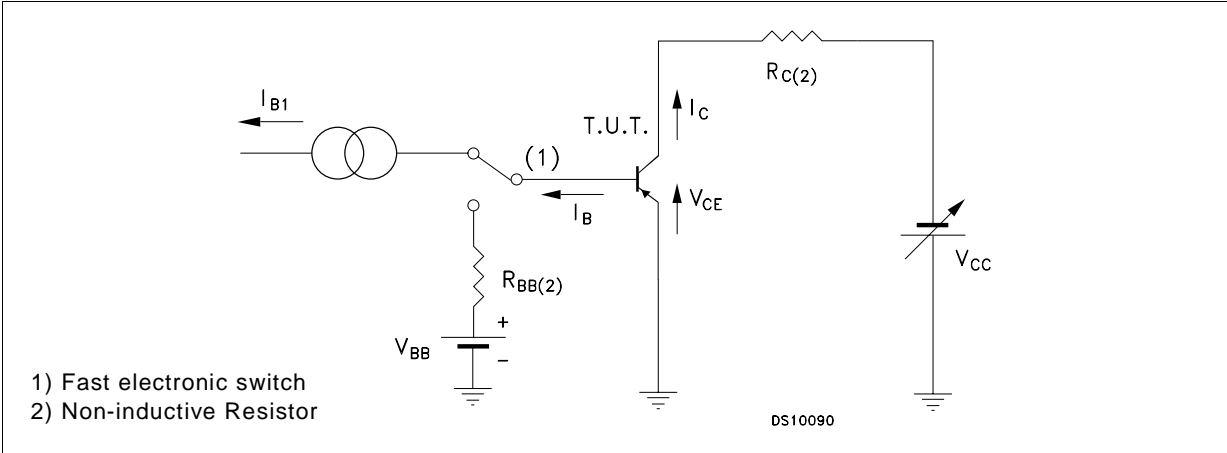 I_B1
R_C(2)
I_C
T.U.T.
(1)
I_B
V_CE
R_BB(2)
V_CC
+
V_BB
−
1) Fast electronic switch
2) Non-inductive Resistor
DS10090